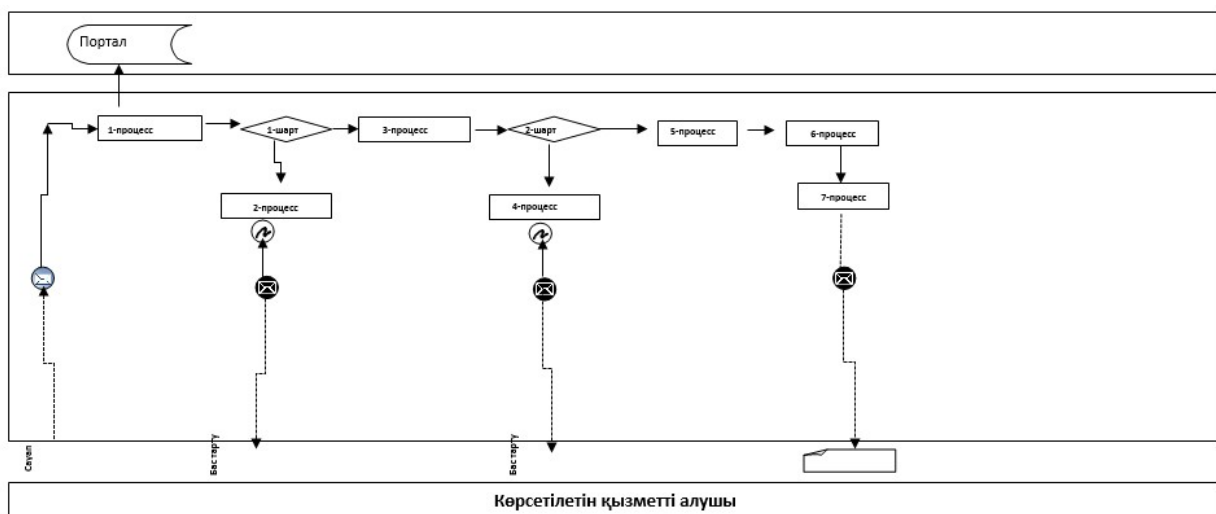 Портал
1-процесс
1-шарт
3-процесс
2-шарт
5-процесс
6-процесс
2-процесс
4-процесс
7-процесс
Сауал
Бас тарту
Бас тарту
Көрсетілетін қызметті алушы